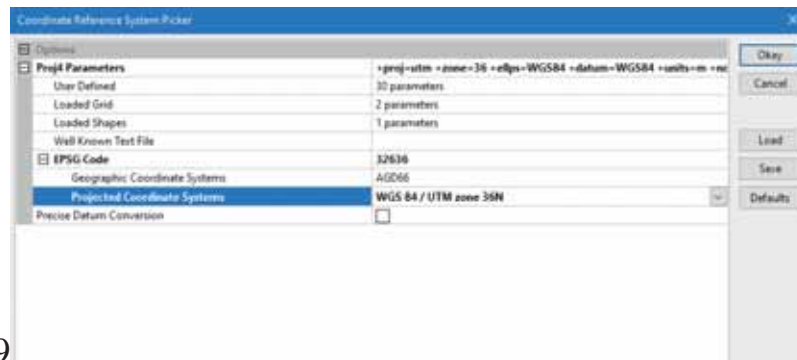 Coordinate Reference System Picker
Options
Proj4 Parameters +proj=utm +zone=36 +ellps=WGS84 +datum=WGS84 +units=m +no
User Defined 30 parameters
Loaded Grid 2 parameters
Loaded Shapes 1 parameters
Well Known Text File
EPSG Code 32636
Geographic Coordinate Systems AGD66
Projected Coordinate Systems WGS 84 / UTM zone 36N
Precise Datum Conversion
Okay
Cancel
Load
Save
Defaults
9